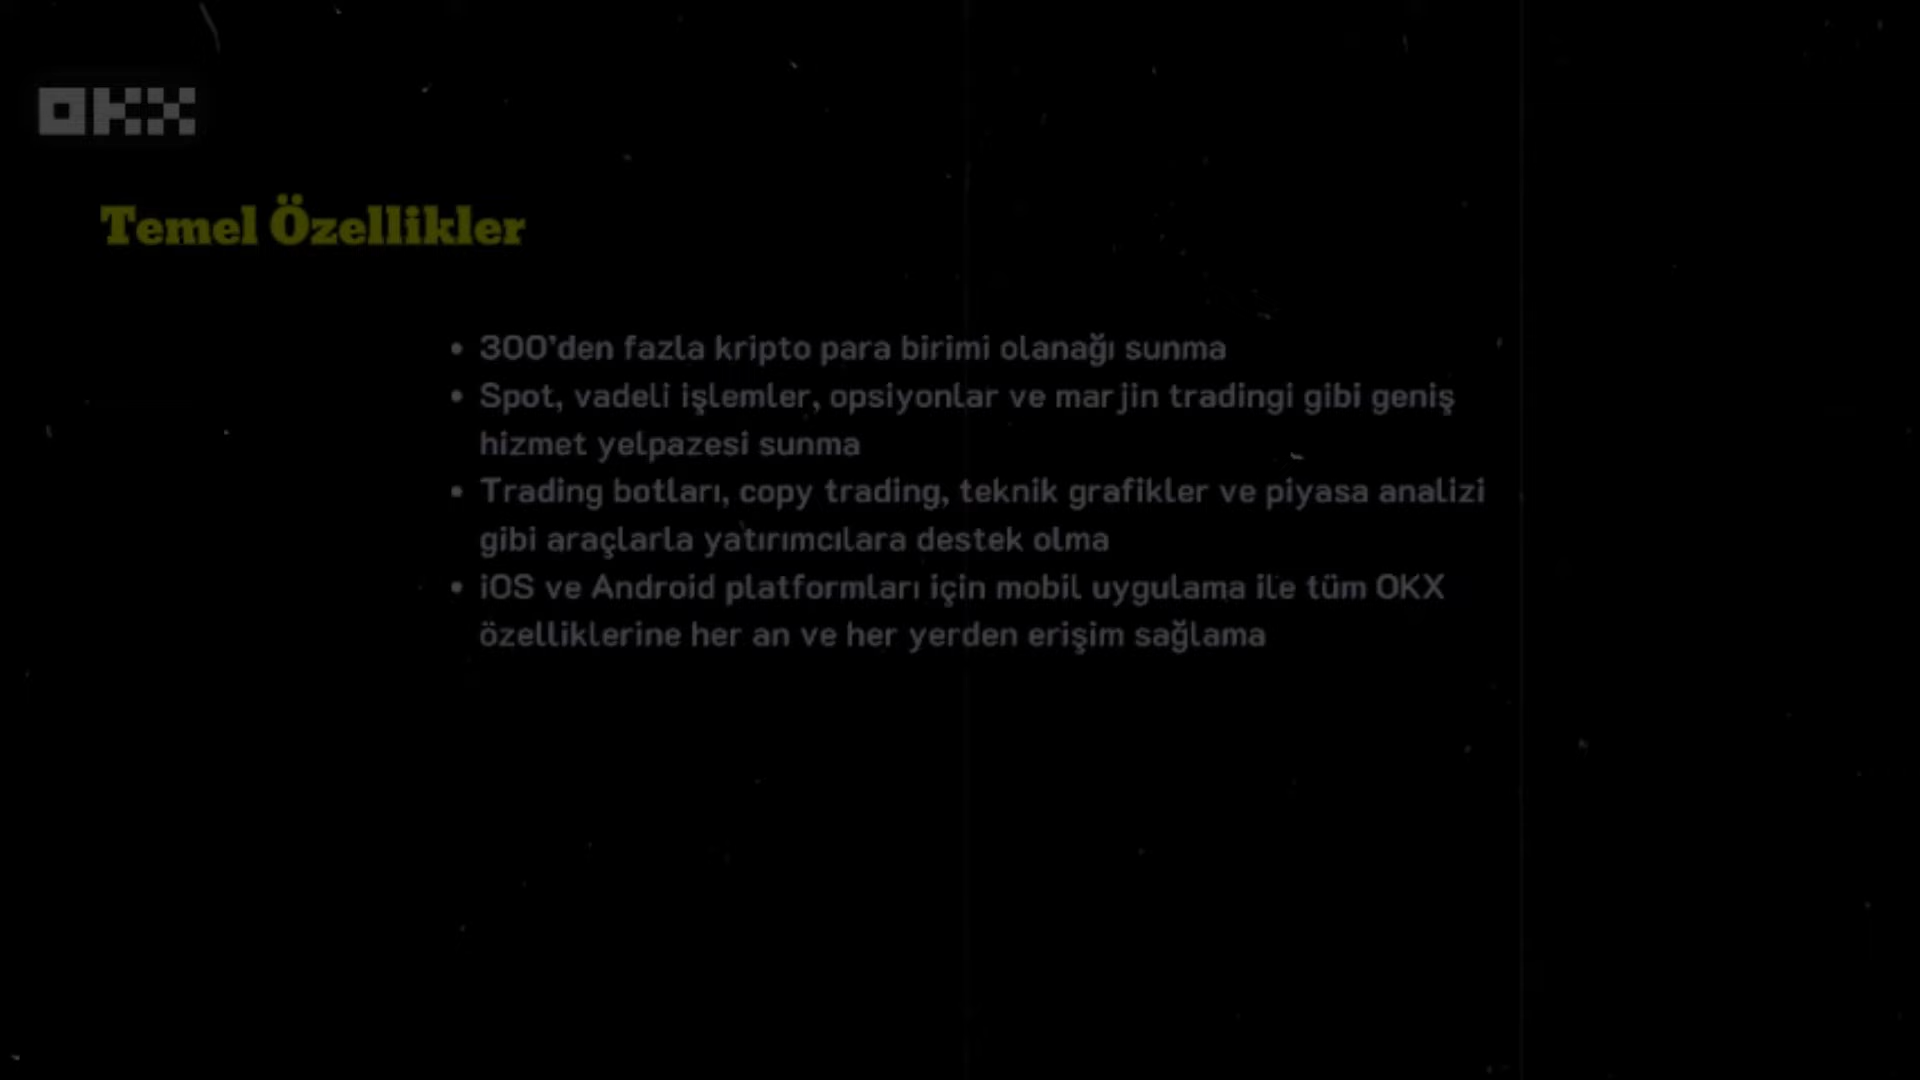 OKX
Temel Özellikler
• 300'den fazla kripto para birimi olanağı sunma
• Spot, vadeli işlemler, opsiyonlar ve marjin tradingi gibi geniş
hizmet yelpazesi sunma
• Trading botları, copy trading, teknik grafikler ve piyasa analizi
gibi araçlarla yatırımcılara destek olma
• iOS ve Android platformları için mobil uygulama ile tüm OKX
özelliklerine her an ve her yerden erişim sağlama